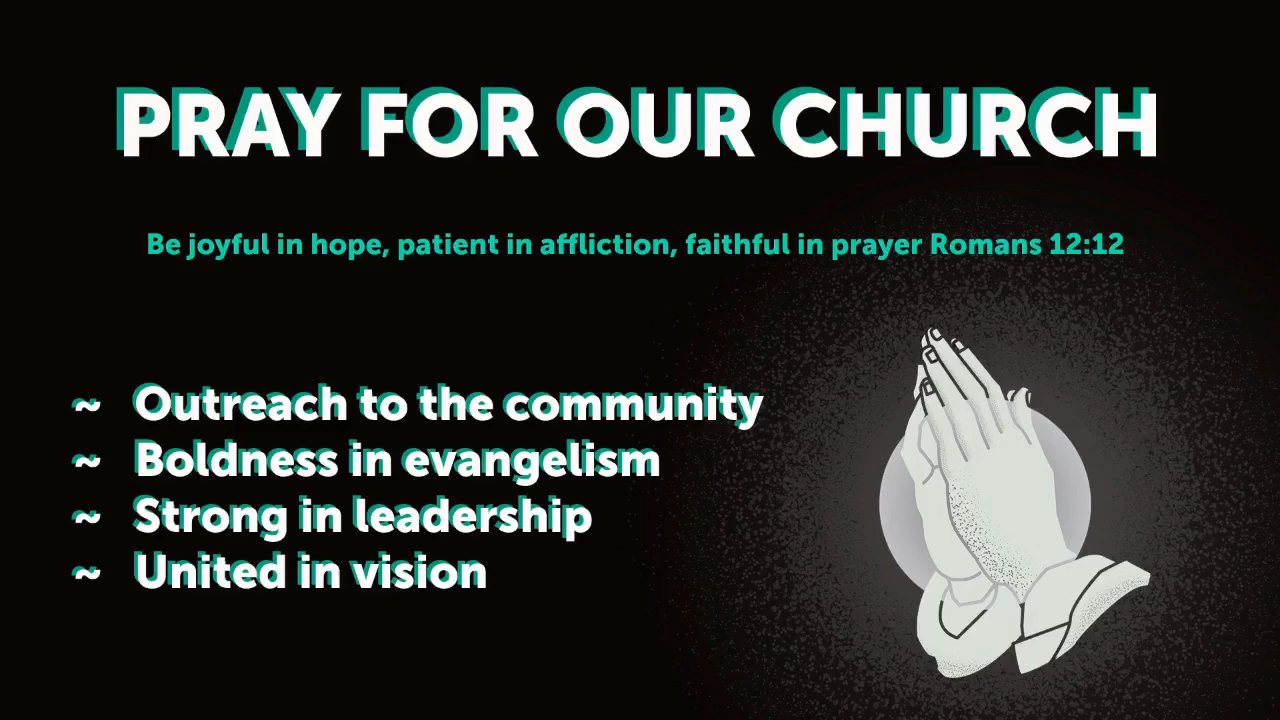 PRAY FOR OUR CHURCH
Be joyful in hope, patient in affliction, faithful in prayer Romans 12:12
~ Outreach to the community
~ Boldness in evangelism
~ Strong in leadership
~ United in vision